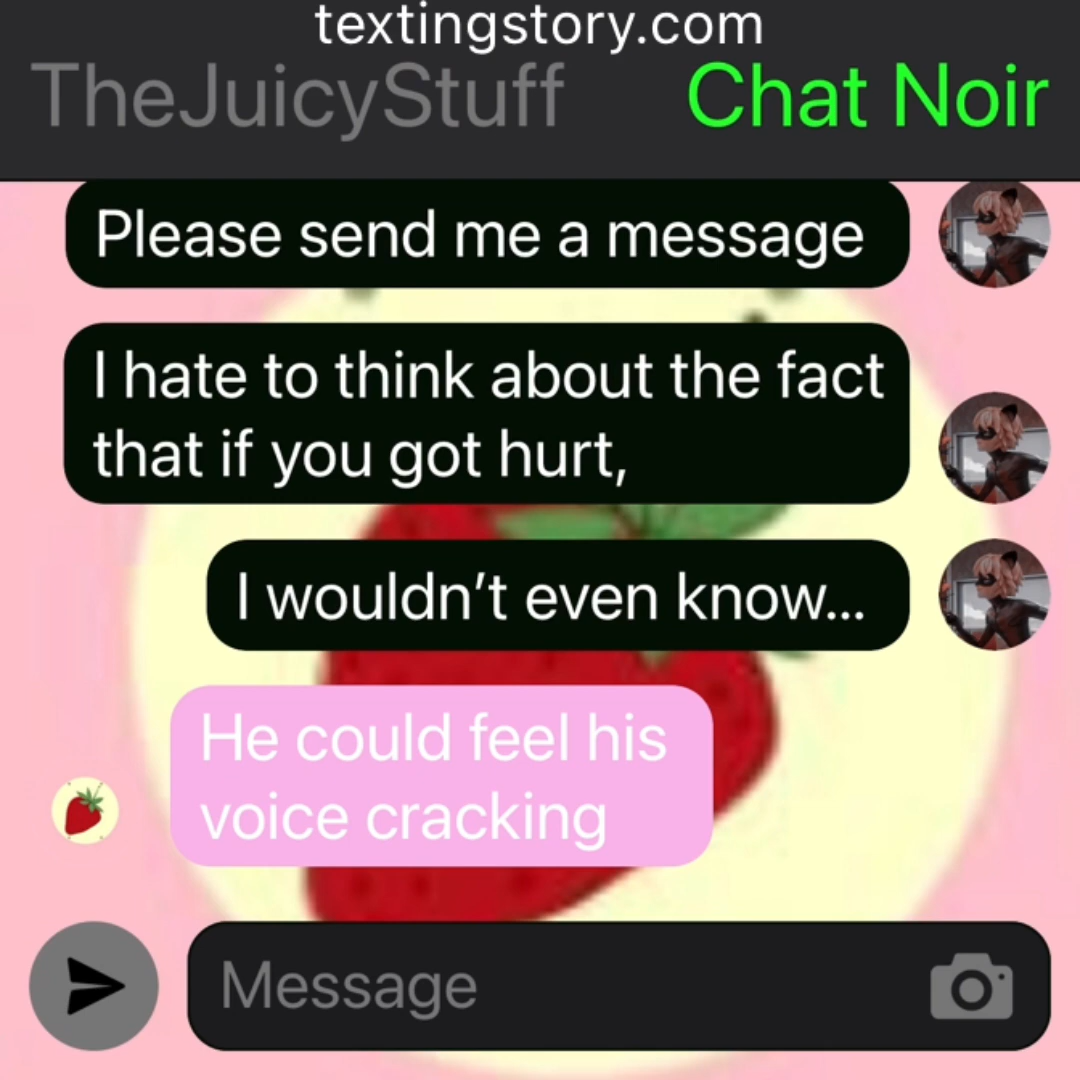 textingstory.com
TheJuicyStuff
Chat Noir
Please send me a message
I hate to think about the fact
that if you got hurt,
I wouldn’t even know...
He could feel his
voice cracking
Message